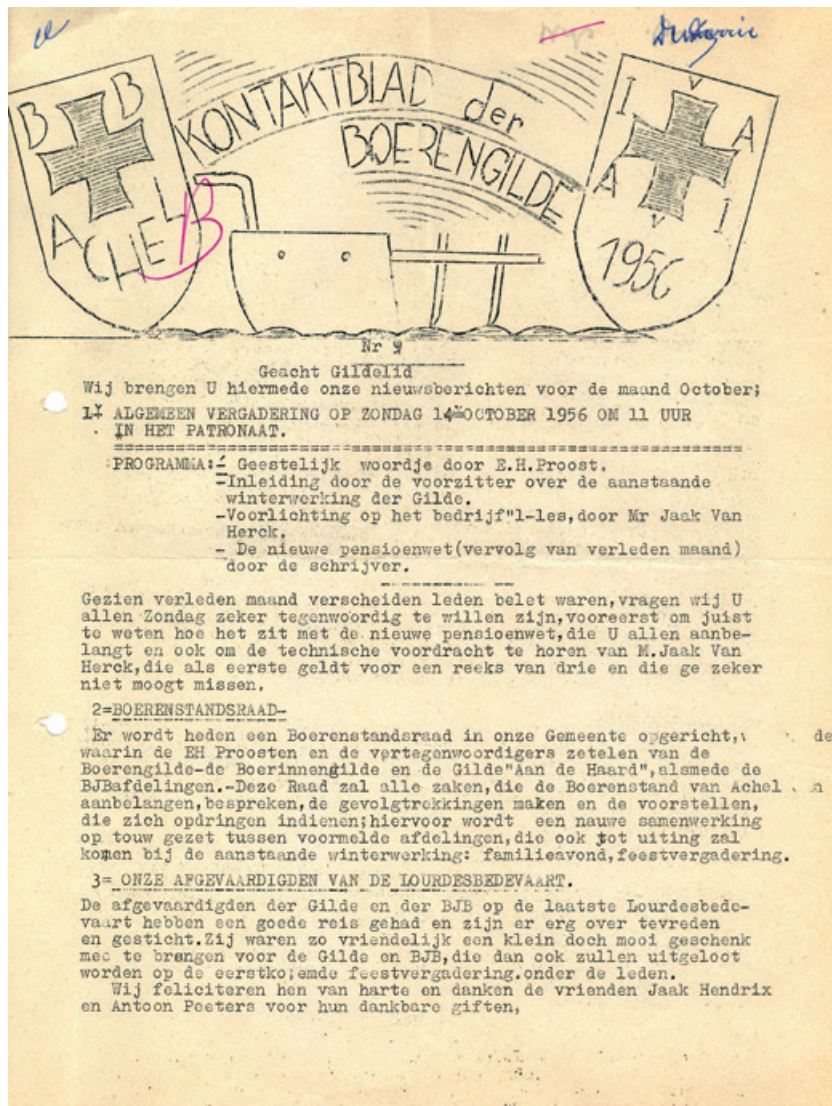 B B
ACHEL
B
KONTAKTBLAD der
BOERENGILDE
I V A
A V I
1956
Nr 9
Geacht Gildelid
Wij brengen U hiermede onze nieuwsberichten voor de maand October;
1= ALGEMEEN VERGADERING OP ZONDAG 14 OCTOBER 1956 OM 11 UUR
IN HET PATRONAAT.
PROGRAMMA:- Geestelijk woordje door E.H.Proost.
-Inleiding door de voorzitter over de aanstaande
winterwerking der Gilde.
-Voorlichting op het bedrijf"l-les,door Mr Jaak Van
Herck.
- De nieuwe pensioenwet(vervolg van verleden maand)
door de schrijver.
Gezien verleden maand verscheiden leden belet waren,vragen wij U
allen Zondag zeker tegenwoordig te willen zijn,vooreerst om juist
te weten hoe het zit met de nieuwe pensioenwet,die U allen aanbe-
langt en ook om de technische voordracht te horen van M.Jaak Van
Herck,die als eerste geldt voor een reeks van drie en die ge zeker
niet moogt missen.
2=BOERENSTANDSRAAD-
Er wordt heden een Boerenstandsraad in onze Gemeente opgericht, de
waarin de EH Proosten en de vertegenwoordigers zetelen van de
Boerengilde-de Boerinnengilde en de Gilde"Aan de Haard",alsmede de
BJBafdelingen.-Deze Raad zal alle zaken,die de Boerenstand van Achel
aanbelangen,bespreken,de gevolgtrekkingen maken en de voorstellen,
die zich opdringen indienen;hiervoor wordt een nauwe samenwerking
op touw gezet tussen voormelde afdelingen,die ook tot uiting zal
komen bij de aanstaande winterwerking: familieavond,feestvergadering.
3= ONZE AFGEVAARDIGDEN VAN DE LOURDESBEDEVAART.
De afgevaardigden der Gilde en der BJB op de laatste Lourdesbede-
vaart hebben een goede reis gehad en zijn er erg over tevreden
en gesticht.Zij waren zo vriendelijk een klein doch mooi geschenk
mee te brengen voor de Gilde en BJB,die dan ook zullen uitgeloot
worden op de eerstko;emde feestvergadering.onder de leden.
Wij feliciteren hen van harte en danken de vrienden Jaak Hendrix
en Antoon Peeters voor hun dankbare giften,